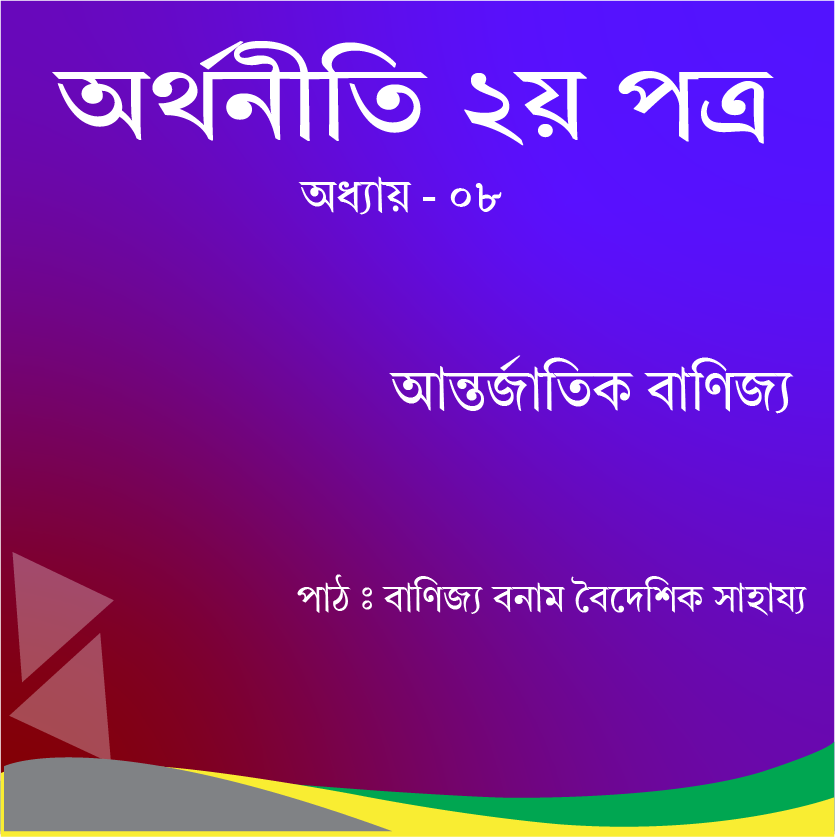 অর্থনীতি ২য় পত্র
অধ্যায় - ০৮
আন্তর্জাতিক বাণিজ্য
পাঠ ঃ বাণিজ্য বনাম বৈদেশিক সাহায্য